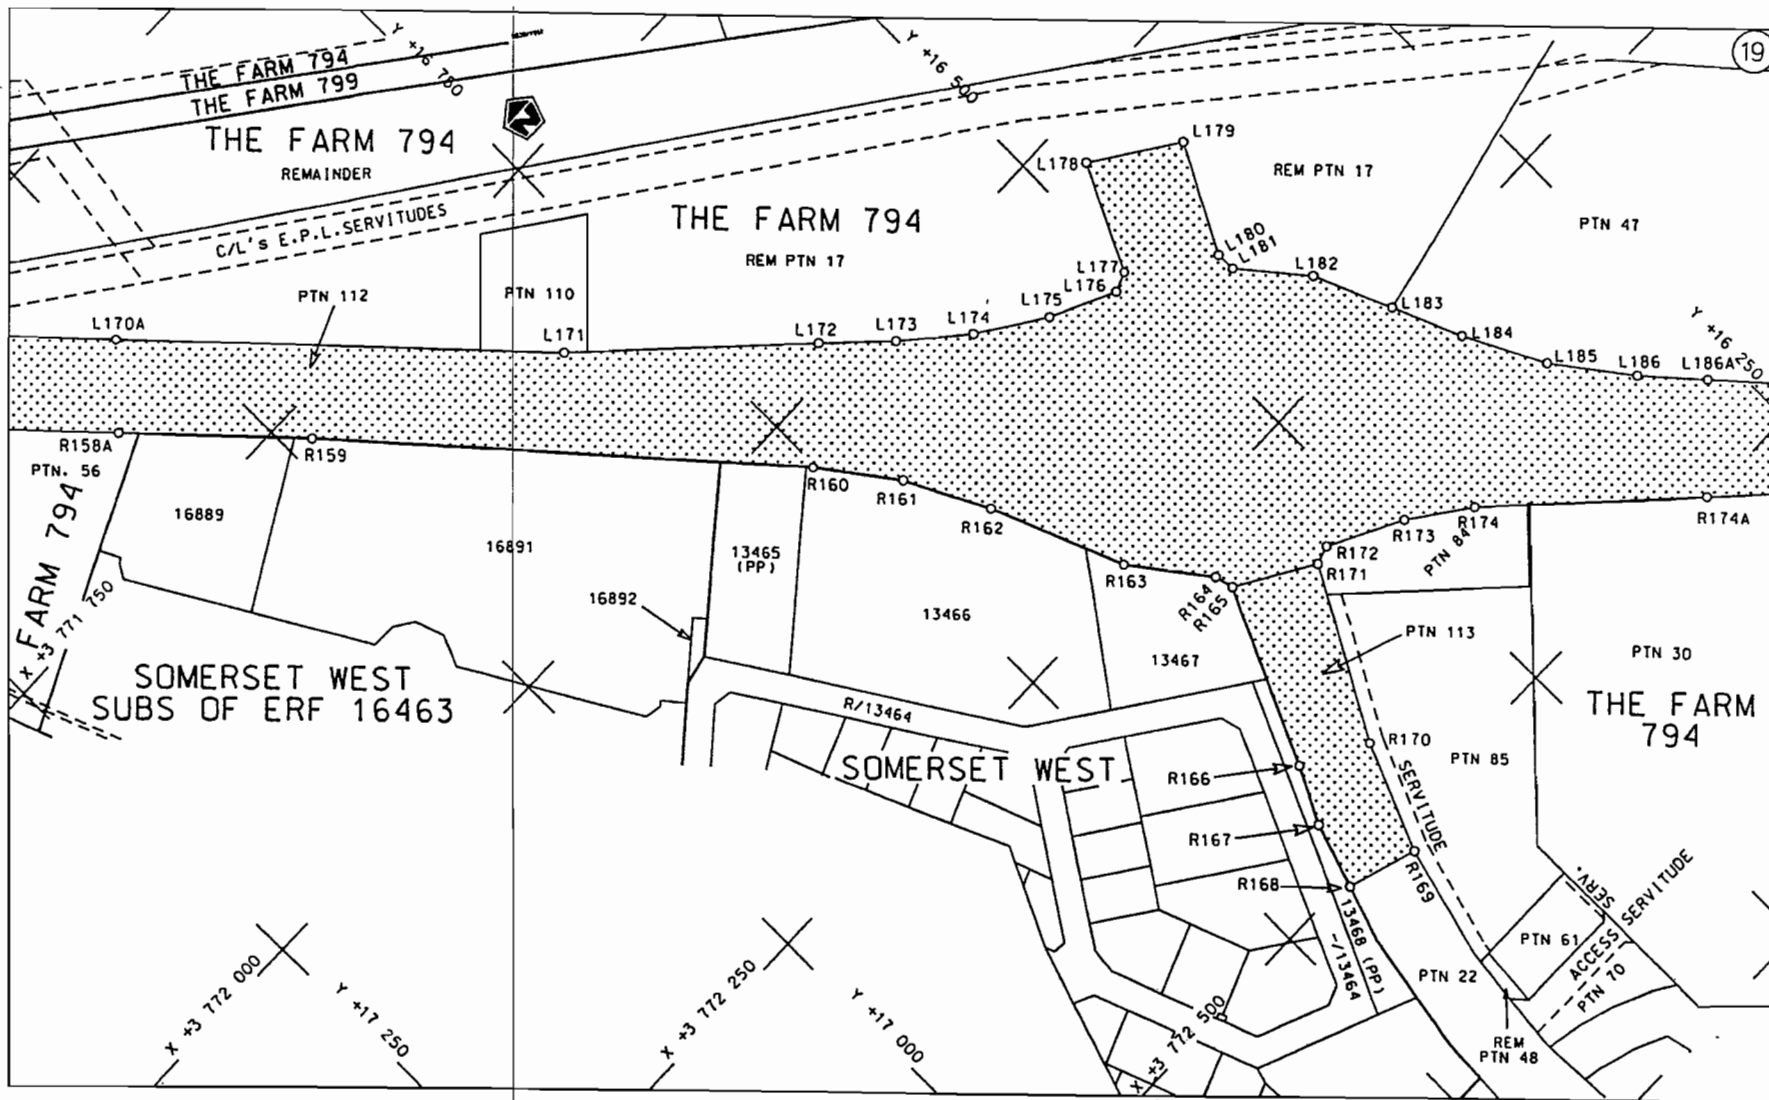 THE FARM 794
THE FARM 799
THE FARM 794
REMAINDER
Y +16 780
Y +16 500
19
C/L's E.P.L.SERVITUDES
THE FARM 794
REM PTN 17
L178
L179
REM PTN 17
PTN 47
L180
L181
L182
L183
L184
L185
L186
L186A
Y +16 250
PTN 112
PTN 110
L170A
L171
L172
L173
L174
L175
L176
L177
R158A
R159
R160
R161
R162
R163
R164
R165
R171
R172
R173
R174
R174A
PTN 84
PTN. 56
FARM 794
X +3 771 750
16889
16891
16892
13465
(PP)
13466
13467
PTN 113
PTN 30
THE FARM
794
SOMERSET WEST
SUBS OF ERF 16463
R/13464
SOMERSET WEST
R166
R167
R168
R170
R169
SERVITUDE
PTN 85
13468 (PP)
-/13464
PTN 22
SERV.
ACCESS SERVITUDE
PTN 61
PTN 70
REM
PTN 48
X +3 772 000
Y +17 250
X +3 772 250
Y +17 000
X +3 772 500